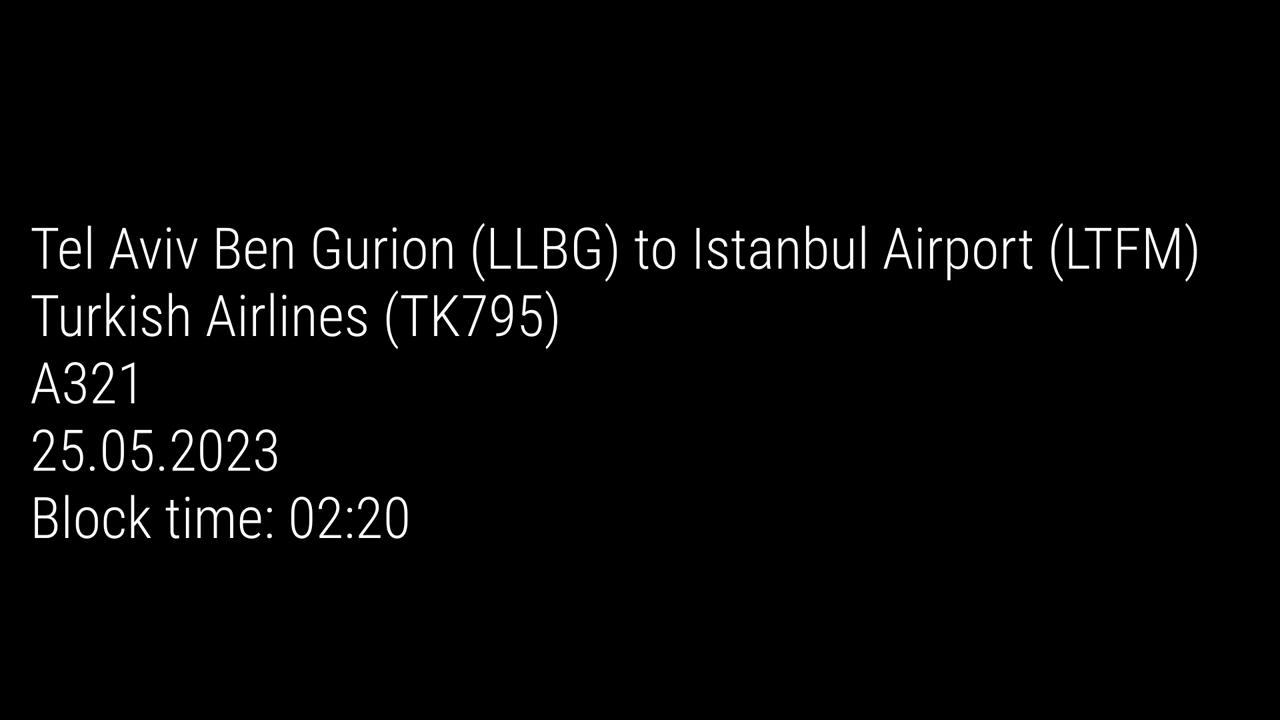 Tel Aviv Ben Gurion (LLBG) to Istanbul Airport (LTFM)
Turkish Airlines (TK795)
A321
25.05.2023
Block time: 02:20